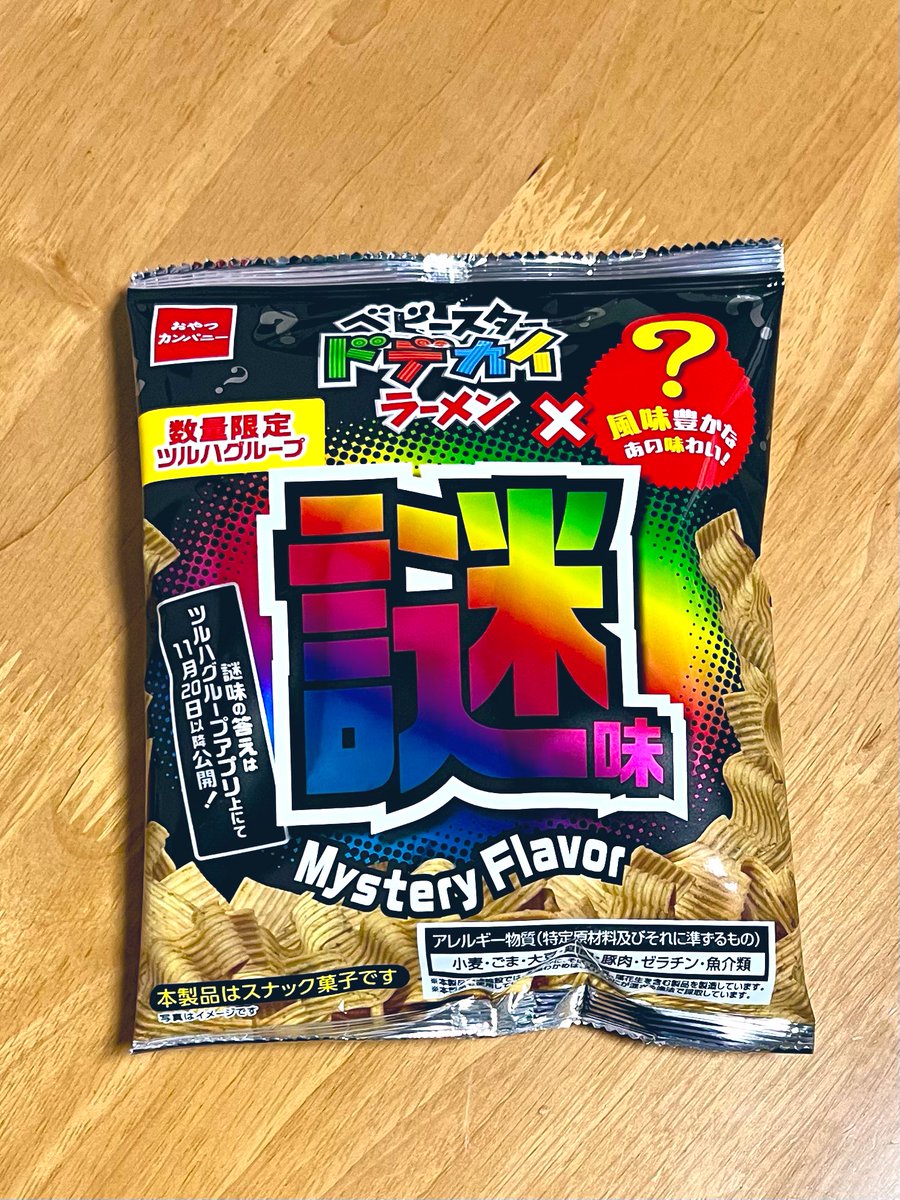 おやつ
カンパニー
ベビースター
ドデカイ
ラーメン
×
?
風味豊かな
あの味わい!
数量限定
ツルハグループ
謎味
謎味の答えは
ツルハグループアプリ上にて
11月20日以降公開!
Mystery Flavor
アレルギー物質(特定原材料及びそれに準ずるもの)
小麦・ごま・大豆・豚肉・ゼラチン・魚介類
本製品はスナック菓子です
写真はイメージです